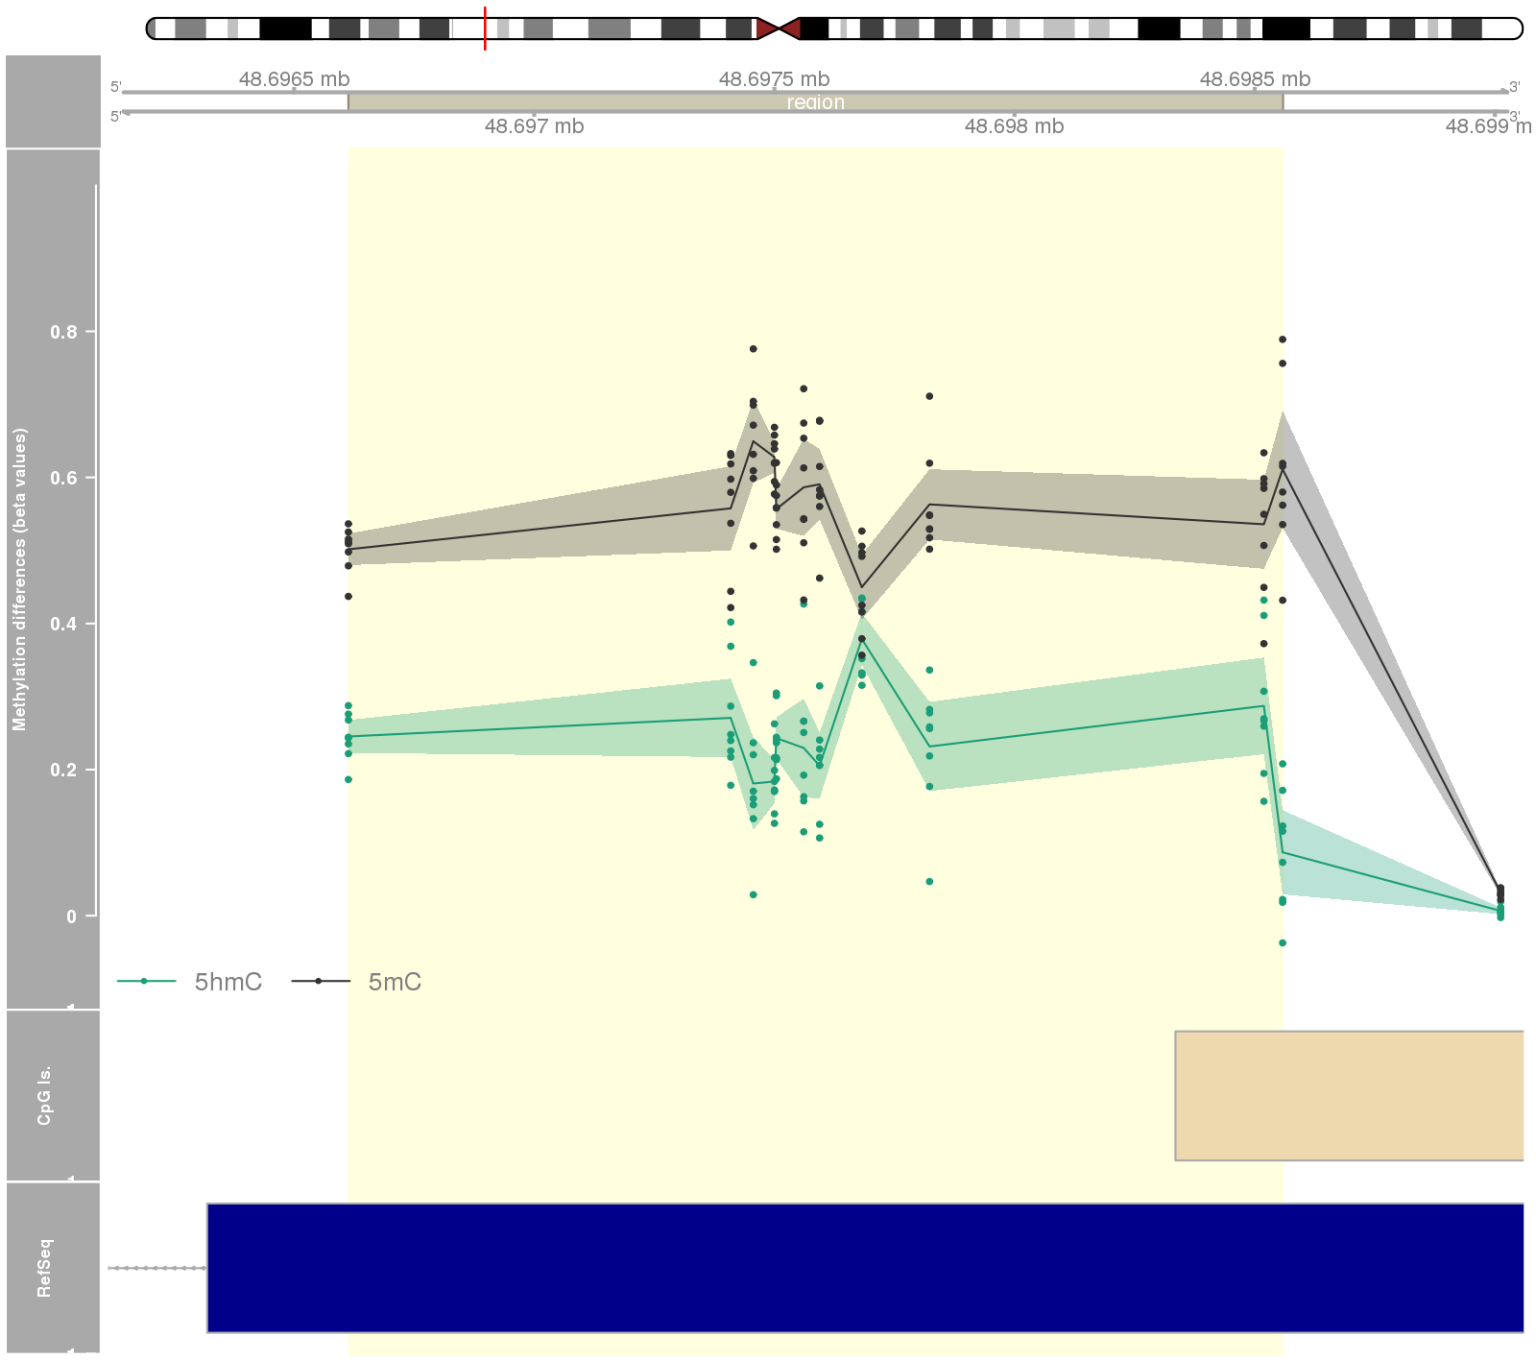 48.6965 mb 48.6975 mb 48.6985 mb
5' 3'
region
5' 3'
48.697 mb 48.698 mb 48.699 m
Methylation differences (beta values)
0.8
0.6
0.4
0.2
0
5hmC 5mC
CpG Is.
RefSeq